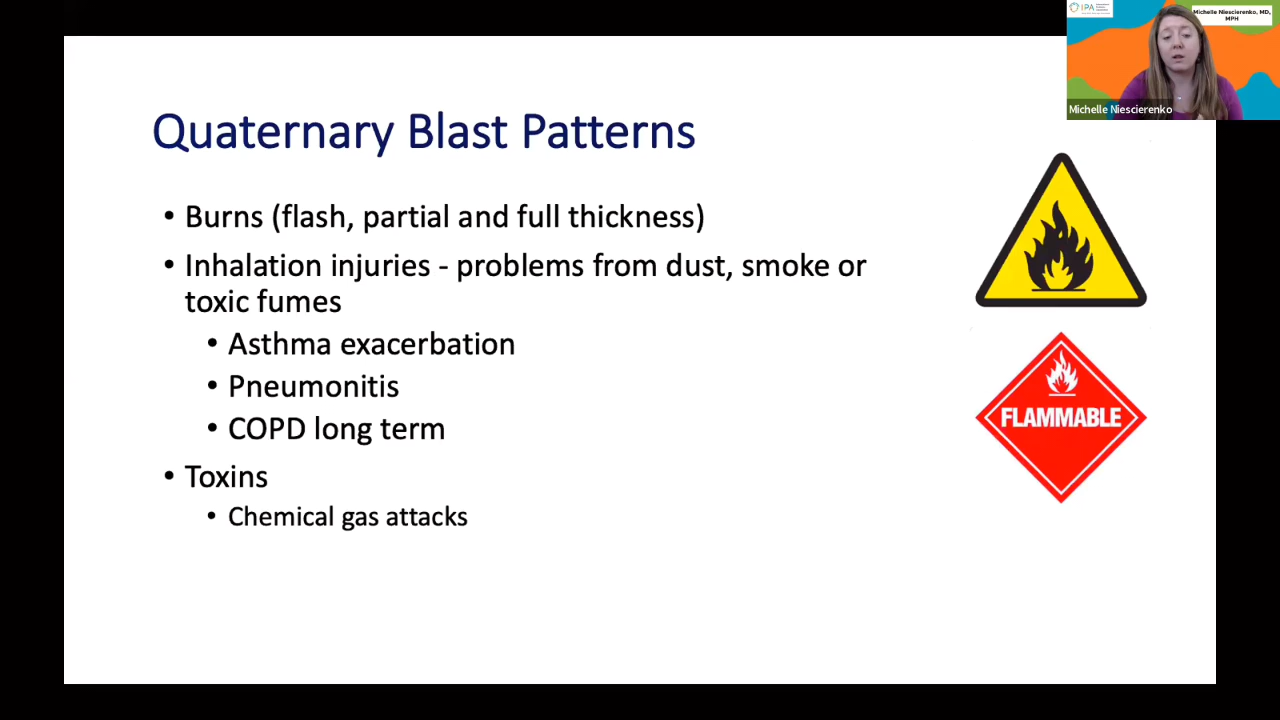 IPA
Michelle Niescierenko, MD,
MPH
Michelle Niescierenko
Quaternary Blast Patterns
• Burns (flash, partial and full thickness)
• Inhalation injuries - problems from dust, smoke or
toxic fumes
• Asthma exacerbation
• Pneumonitis
• COPD long term
• Toxins
• Chemical gas attacks
FLAMMABLE